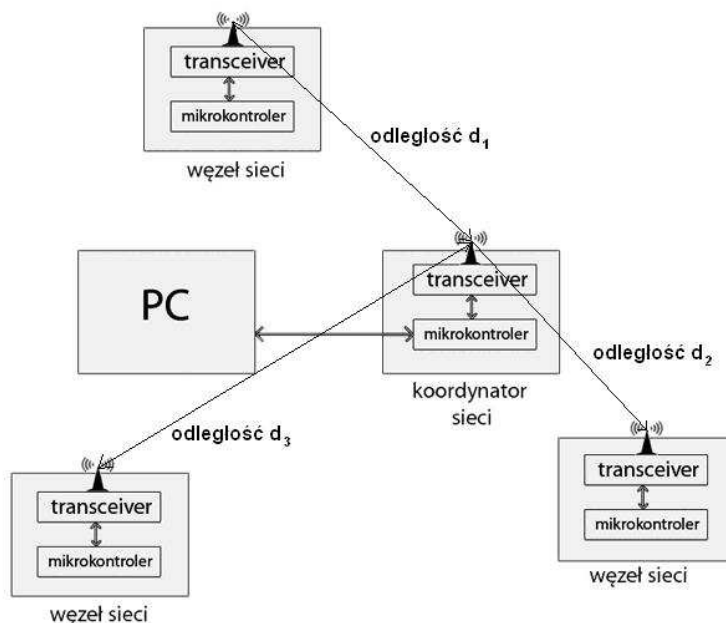 transceiver
mikrokontroler
węzeł sieci
odległość d₁
PC
transceiver
mikrokontroler
koordynator
sieci
odległość d₂
odległość d₃
transceiver
mikrokontroler
węzeł sieci
transceiver
mikrokontroler
węzeł sieci